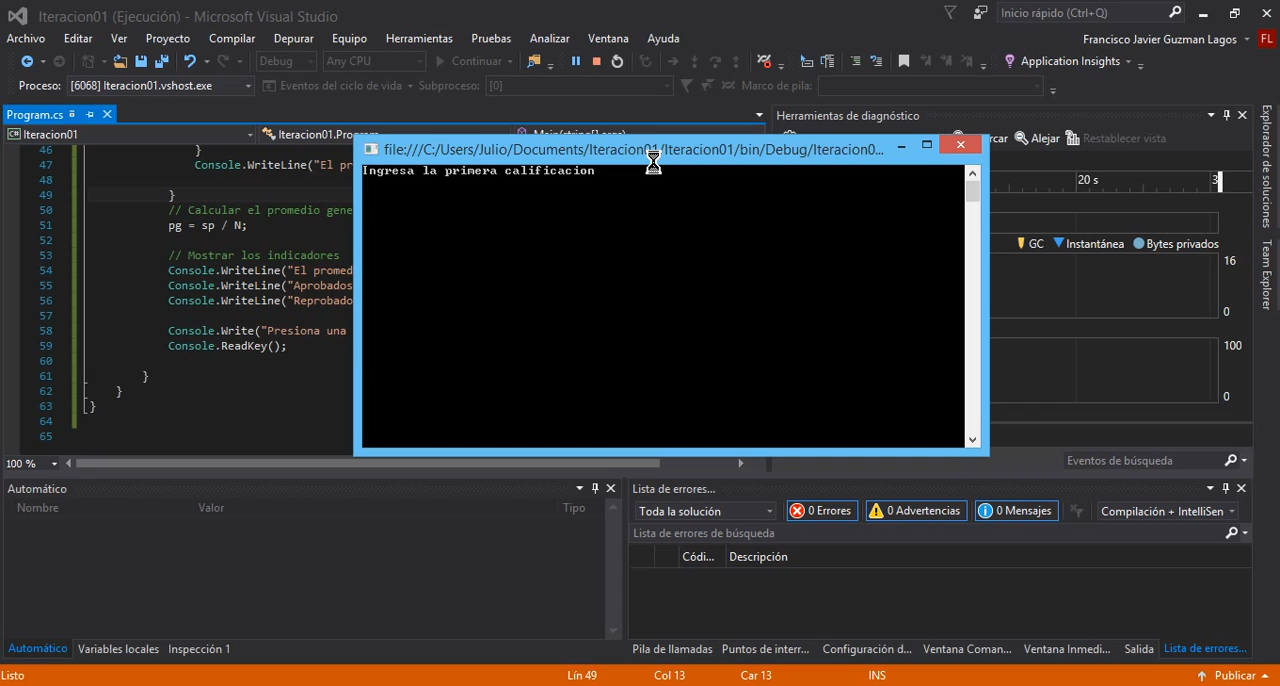 Iteracion01 (Ejecución) - Microsoft Visual Studio
Inicio rápido (Ctrl+Q)
Archivo Editar Ver Proyecto Compilar Depurar Equipo Herramientas Pruebas Analizar Ventana Ayuda
Francisco Javier Guzman Lagos FL
Debug Any CPU Continuar Application Insights
Proceso: [6068] Iteracion01.vshost.exe Eventos del ciclo de vida Subproceso: [0] Marco de pila:
Program.cs
Herramientas de diagnóstico
Iteracion01 Iteracion01.Program Main(string[] args)
Alejar Restablecer vista
file:///C:/Users/Julio/Documents/Iteracion01/Iteracion01/bin/Debug/Iteracion0...
Ingresa la primera calificacion
46 }
47 Console.WriteLine("El pr
48
49 }
50 // Calcular el promedio gene
51 pg = sp / N;
52
53 // Mostrar los indicadores
54 Console.WriteLine("El promed
55 Console.WriteLine("Aprobados
56 Console.WriteLine("Reprobado
57
58 Console.Write("Presiona una
59 Console.ReadKey();
60
61 }
62 }
63 }
64
65
20 s 3
GC Instantánea Bytes privados
16
0
100
0
100 %
Eventos de búsqueda
Explorador de soluciones
Team Explorer
Automático
Nombre Valor Tipo
Lista de errores...
Toda la solución 0 Errores 0 Advertencias 0 Mensajes Compilación + IntelliSen
Lista de errores de búsqueda
Códi... Descripción
Automático Variables locales Inspección 1
Pila de llamadas Puntos de interr... Configuración d... Ventana Coman... Ventana Inmedi... Salida Lista de errores...
Listo Lín 49 Col 13 Car 13 INS Publicar